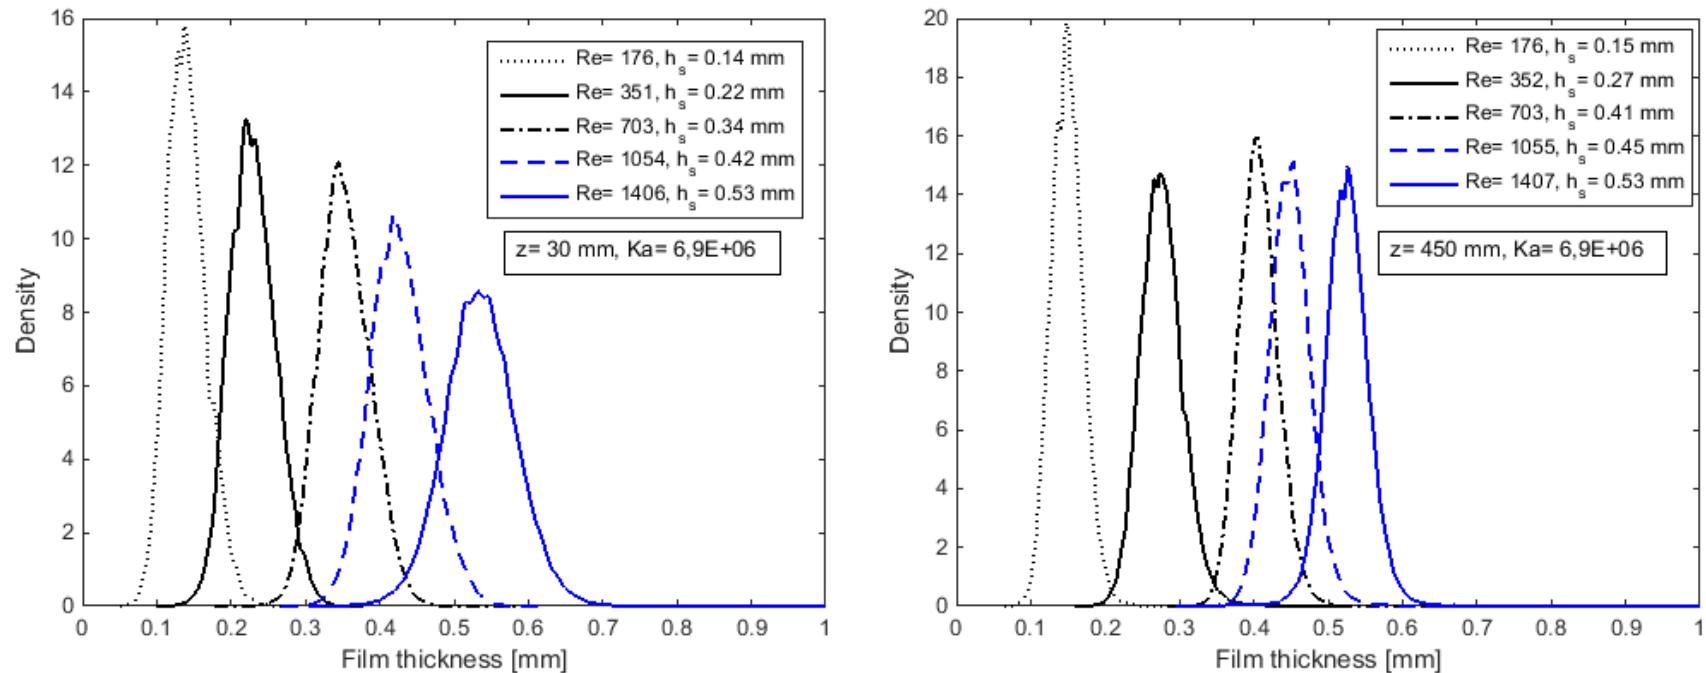 16
14
12
10
8
6
4
2
0
Density
Re= 176, hs= 0.14 mm
Re= 351, hs= 0.22 mm
Re= 703, hs= 0.34 mm
Re= 1054, hs= 0.42 mm
Re= 1406, hs= 0.53 mm
z= 30 mm, Ka= 6,9E+06
0 0.1 0.2 0.3 0.4 0.5 0.6 0.7 0.8 0.9 1
Film thickness [mm]
20
18
16
14
12
10
8
6
4
2
0
Density
Re= 176, hs= 0.15 mm
Re= 352, hs= 0.27 mm
Re= 703, hs= 0.41 mm
Re= 1055, hs= 0.45 mm
Re= 1407, hs= 0.53 mm
z= 450 mm, Ka= 6,9E+06
0 0.1 0.2 0.3 0.4 0.5 0.6 0.7 0.8 0.9 1
Film thickness [mm]